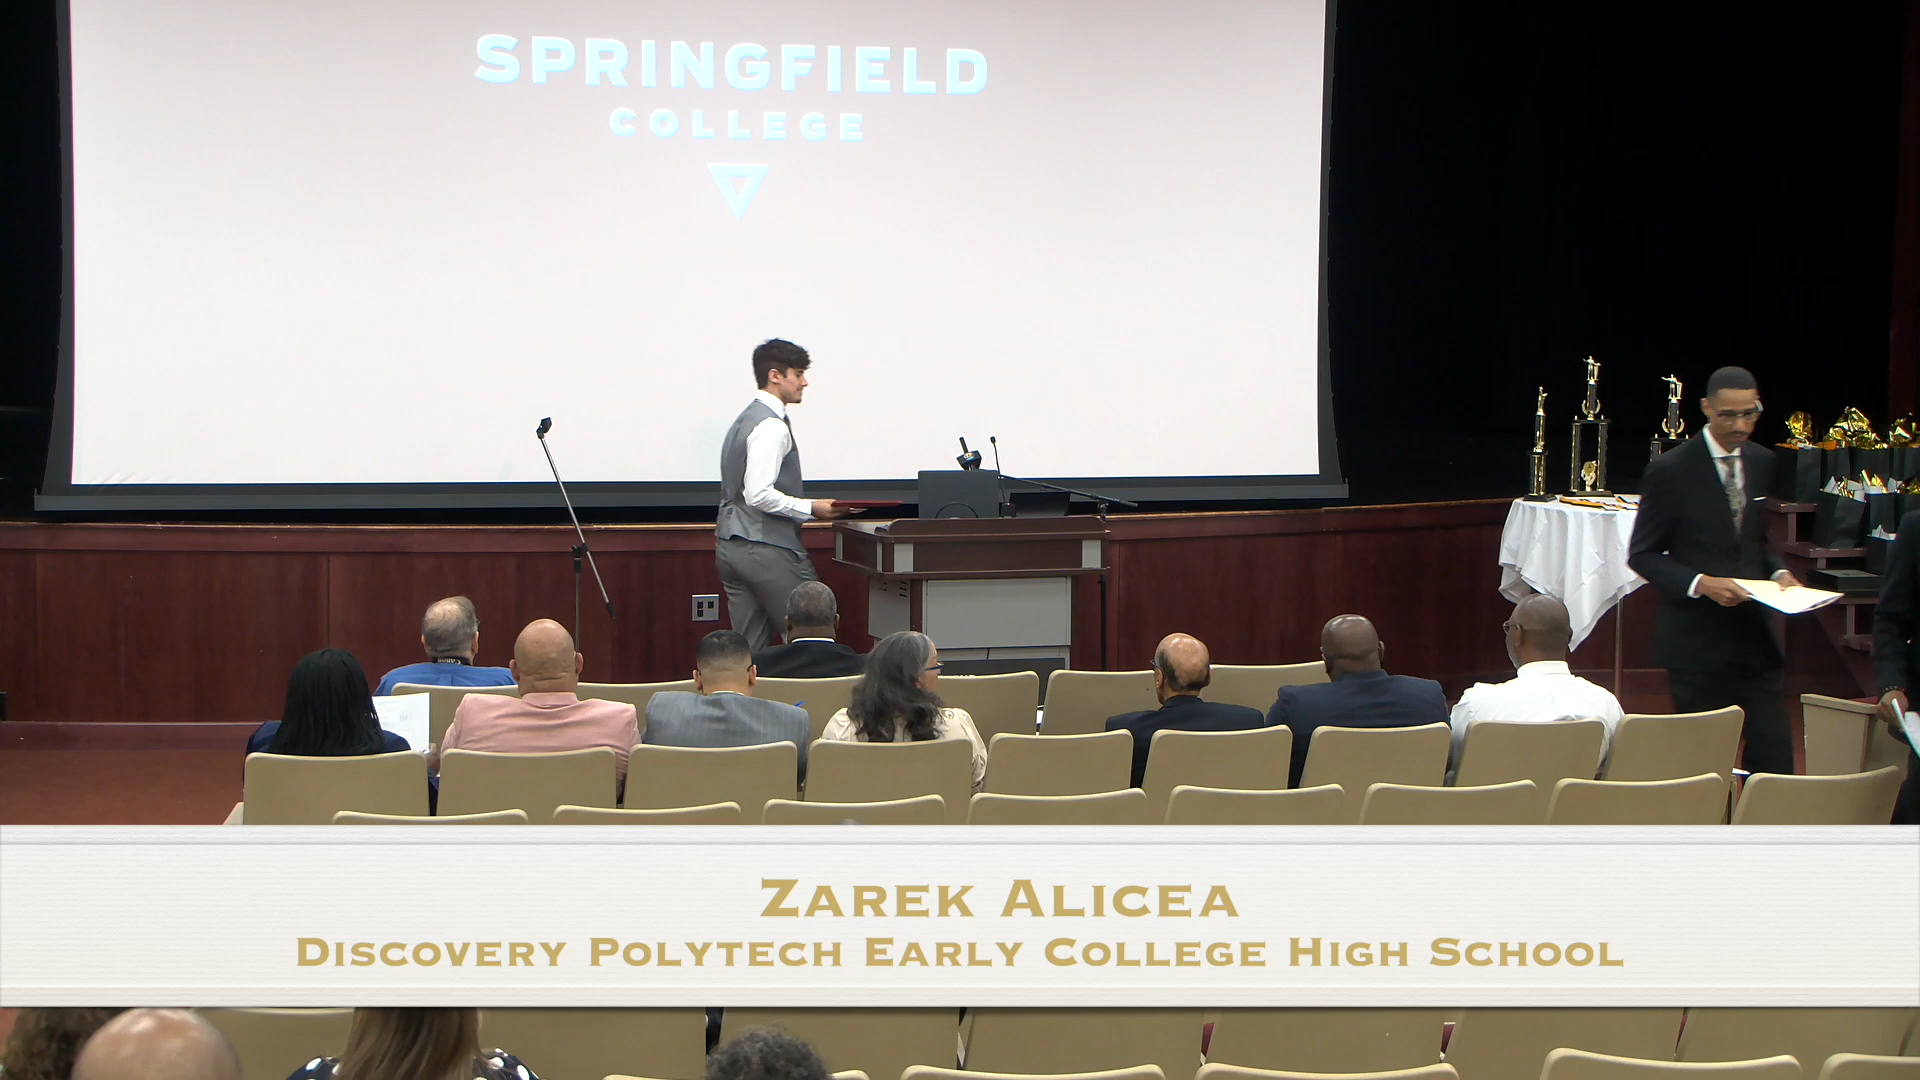 SPRINGFIELD
COLLEGE
ZAREK ALICEA
DISCOVERY POLYTECH EARLY COLLEGE HIGH SCHOOL